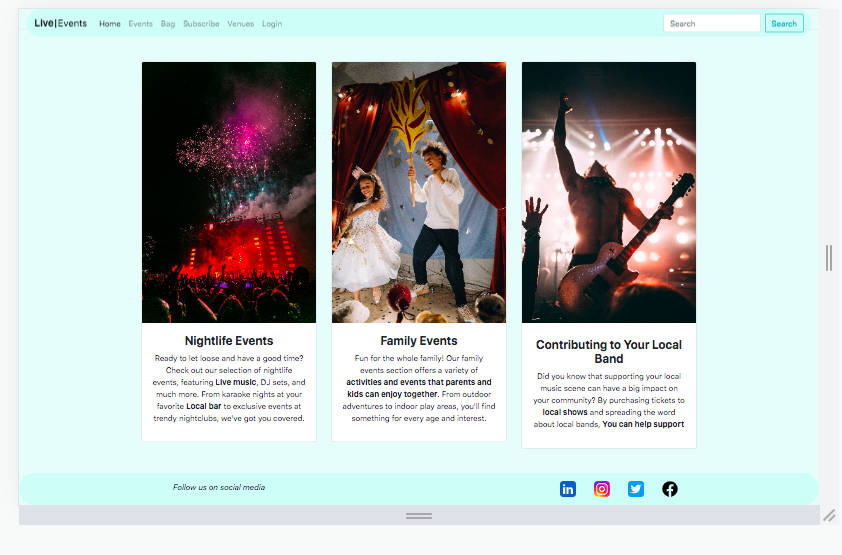 Live|Events Home Events Bag Subscribe Venues Login Search Search
Nightlife Events
Ready to let loose and have a good time?
Check out our selection of nightlife
events, featuring Live music, DJ sets, and
much more. From karaoke nights at your
favorite Local bar to exclusive events at
trendy nightclubs, we've got you covered.
Family Events
Fun for the whole family! Our family
events section offers a variety of
activities and events that parents and
kids can enjoy together. From outdoor
adventures to indoor play areas, you'll find
something for every age and interest.
Contributing to Your Local
Band
Did you know that supporting your local
music scene can have a big impact on
your community? By purchasing tickets to
local shows and spreading the word
about local bands, You can help support
Follow us on social media
in